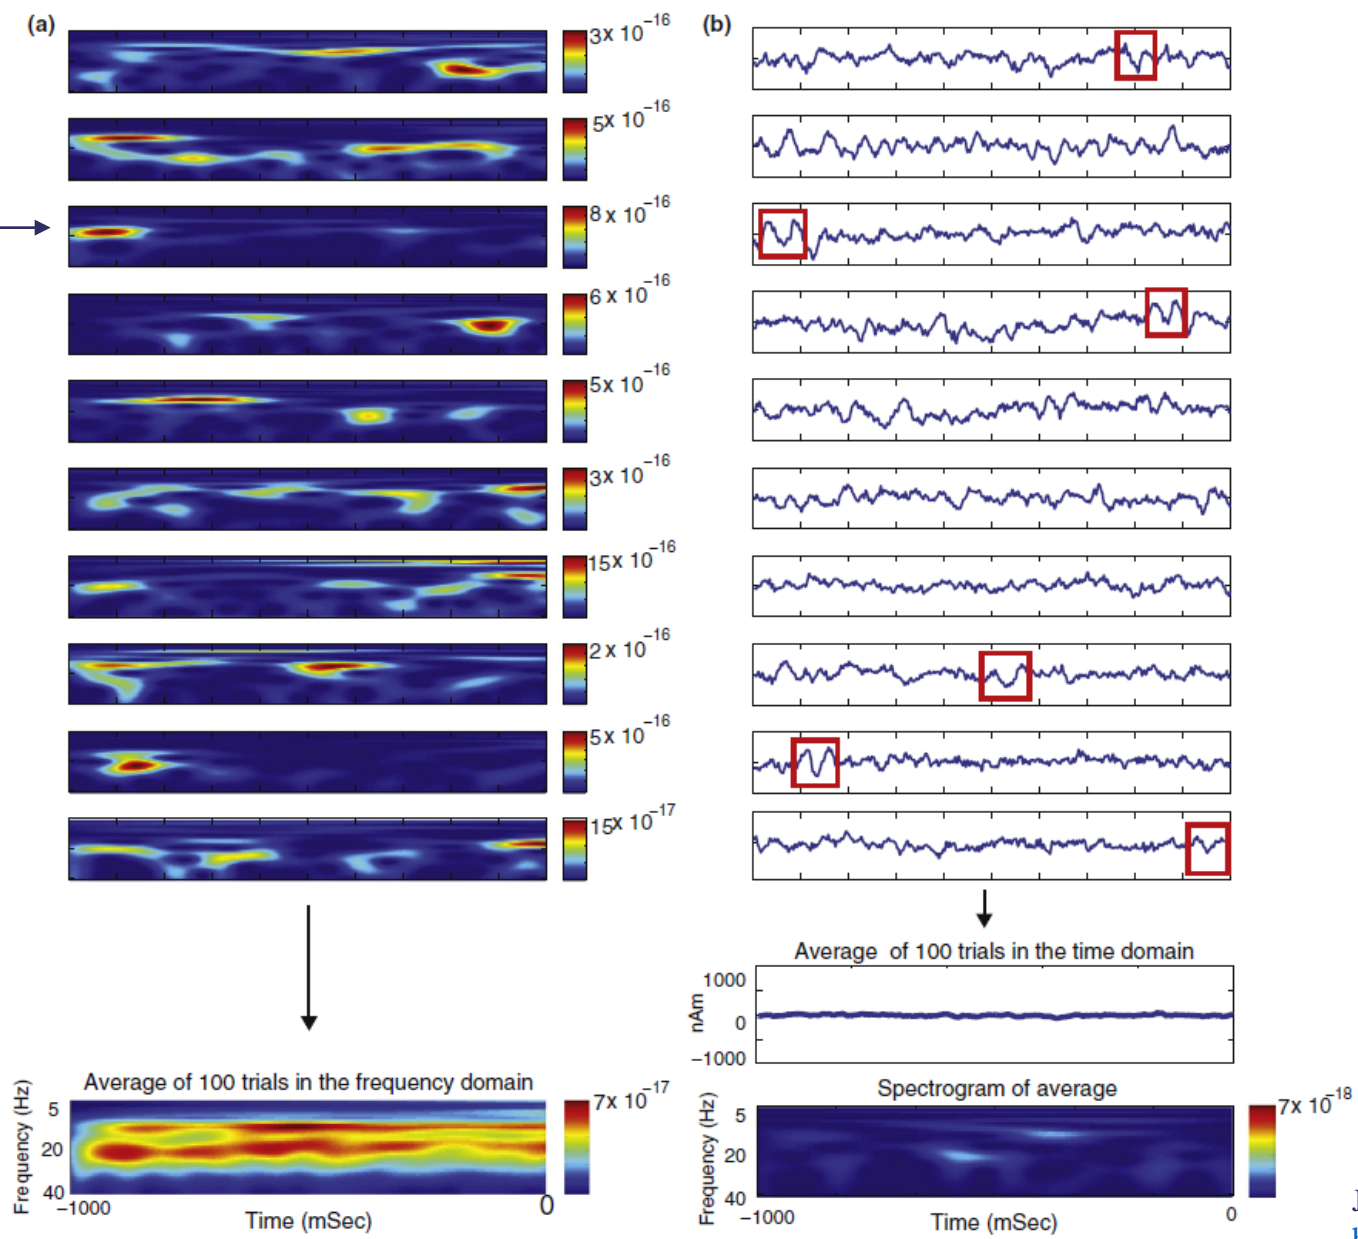 (a)
3x 10−16
5x 10−16
8x 10−16
6x 10−16
5x 10−16
3x 10−16
15x 10−16
2x 10−16
5x 10−16
15x 10−17
Average of 100 trials in the frequency domain
7x 10−17
Frequency (Hz)
5
20
40
−1000
0
Time (mSec)
(b)
Average of 100 trials in the time domain
nAm
1000
0
−1000
Spectrogram of average
7x 10−18
Frequency (Hz)
5
20
40
−1000
0
Time (mSec)